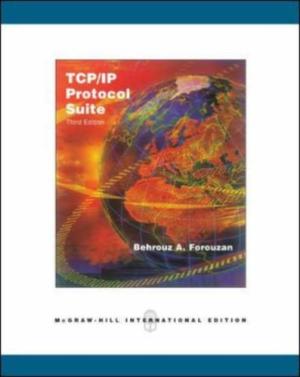 TCP/IP
Protocol
Suite
Third Edition
Behrouz A. Forouzan
McGRAW-HILL INTERNATIONAL EDITION